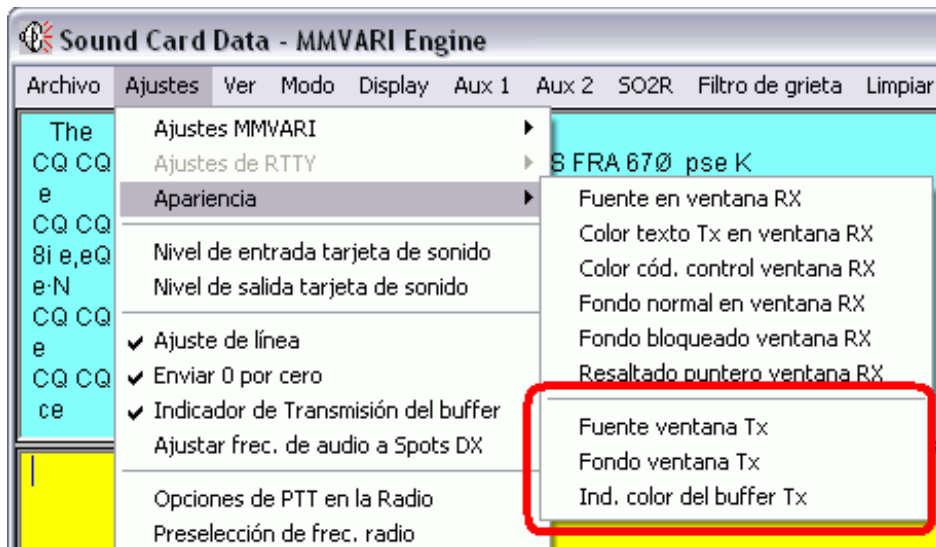 Sound Card Data - MMVARI Engine
Archivo Ajustes Ver Modo Display Aux 1 Aux 2 SO2R Filtro de grieta Limpiar
The
CQ CQ
e
CQ CQ
8i e,eQ
e·N
CQ CQ
e
CQ CQ
ce
S FRA 67Ø pse K
Ajustes MMVARI
Ajustes de RTTY
Apariencia
Nivel de entrada tarjeta de sonido
Nivel de salida tarjeta de sonido
Ajuste de línea
Enviar 0 por cero
Indicador de Transmisión del buffer
Ajustar frec. de audio a Spots DX
Opciones de PTT en la Radio
Preselección de frec. radio
Fuente en ventana RX
Color texto Tx en ventana RX
Color cód. control ventana RX
Fondo normal en ventana RX
Fondo bloqueado ventana RX
Resaltado puntero ventana RX
Fuente ventana Tx
Fondo ventana Tx
Ind. color del buffer Tx